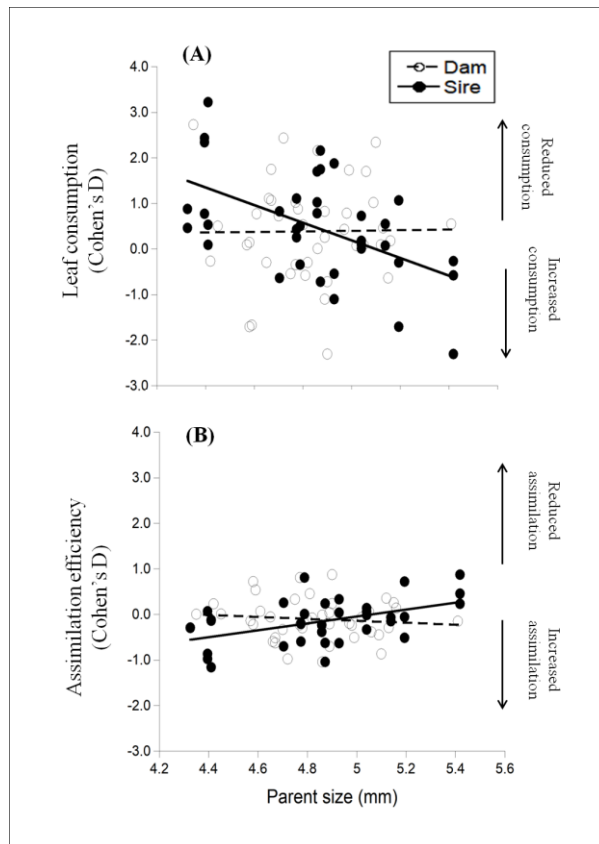 (A)
Dam
Sire
4.0
3.0
2.0
1.0
0.0
-1.0
-2.0
-3.0
Leaf consumption
(Cohen's D)
Reduced
consumption
Increased
consumption
(B)
4.0
3.0
2.0
1.0
0.0
-1.0
-2.0
-3.0
Assimilation efficiency
(Cohen's D)
Reduced
assimilation
Increased
assimilation
4.2 4.4 4.6 4.8 5 5.2 5.4 5.6
Parent size (mm)